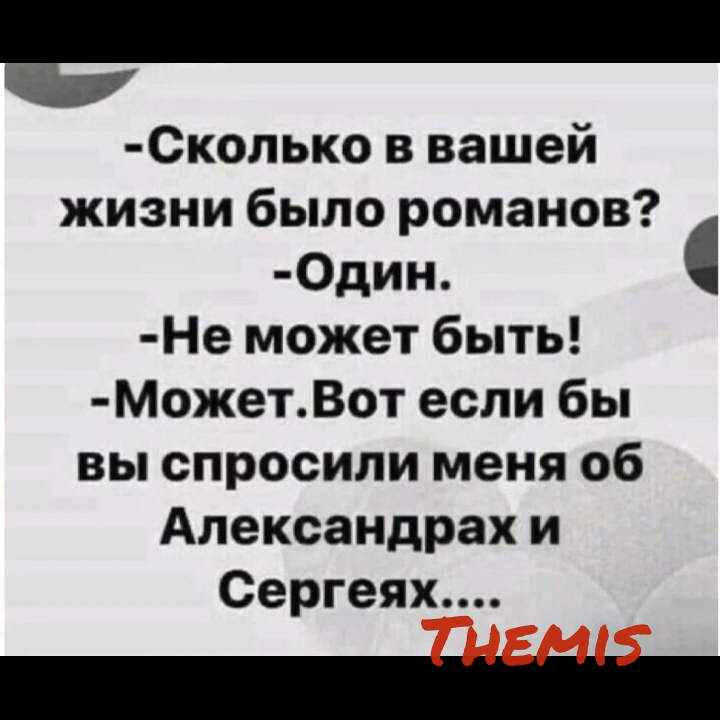 -Сколько в вашей
жизни было романов?
-Один.
-Не может быть!
-Может.Вот если бы
вы спросили меня об
Александрах и
Сергеях....
THEMIS